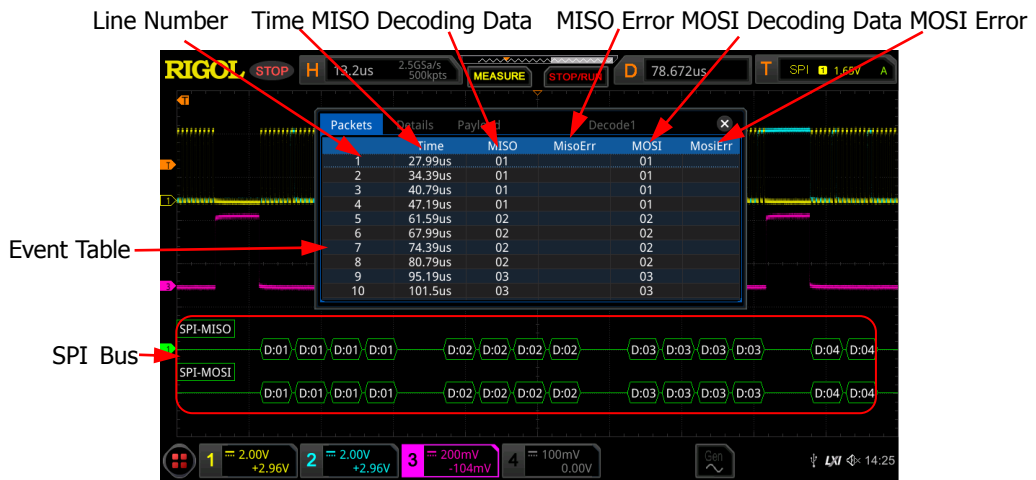 Line Number Time MISO Decoding Data MISO Error MOSI Decoding Data MOSI Error
RIGOL STOP H 13.2us 2.5GSa/s 500kpts MEASURE STOP/RUN D 78.672us T SPI 1 1.65V A
T
Packets Details Payload Decode1
Time MISO MisoErr MOSI MosiErr
1 27.99us 01 01
2 34.39us 01 01
3 40.79us 01 01
4 47.19us 01 01
5 61.59us 02 02
6 67.99us 02 02
7 74.39us 02 02
8 80.79us 02 02
9 95.19us 03 03
10 101.5us 03 03
T
1
Event Table
3
SPI-MISO
SPI Bus
1
D:01 D:01 D:01 D:01 D:02 D:02 D:02 D:02 D:03 D:03 D:03 D:03 D:04 D:04
SPI-MOSI
D:01 D:01 D:01 D:01 D:02 D:02 D:02 D:02 D:03 D:03 D:03 D:03 D:04 D:04
1 2.00V +2.96V 2 2.00V +2.96V 3 200mV -104mV 4 100mV 0.00V Gen LXI 14:25